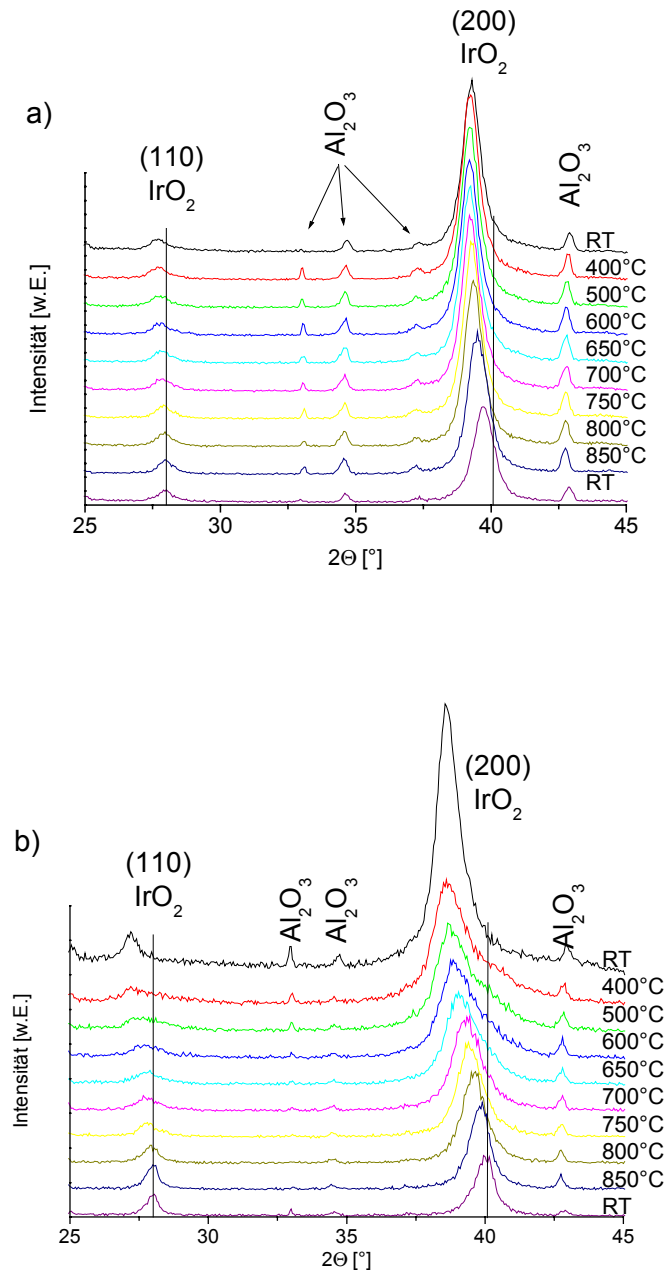 a)
(110)
IrO₂
Al₂O₃
(200)
IrO₂
Al₂O₃
RT
400°C
500°C
600°C
650°C
700°C
750°C
800°C
850°C
RT
Intensität [w.E.]
25 30 35 40 45
2Θ [°]
b)
(110)
IrO₂
Al₂O₃
Al₂O₃
(200)
IrO₂
Al₂O₃
RT
400°C
500°C
600°C
650°C
700°C
750°C
800°C
850°C
RT
Intensität [w.E.]
25 30 35 40 45
2Θ [°]